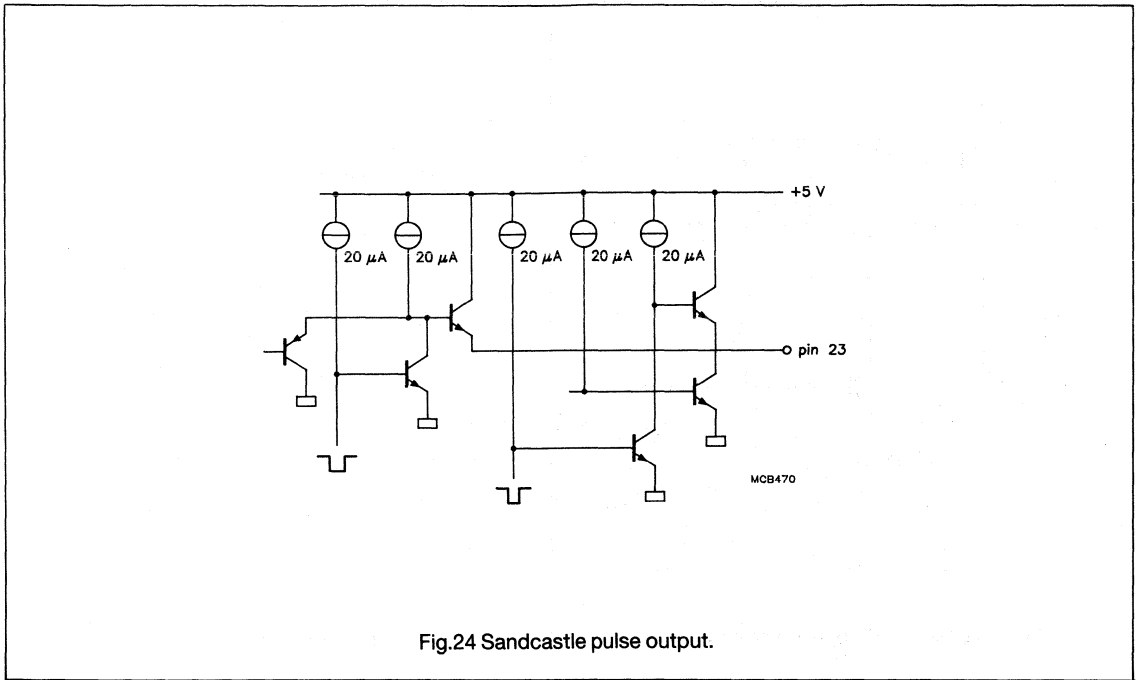 +5 V
20 µA 20 µA 20 µA 20 µA 20 µA
pin 23
MCB470
Fig.24 Sandcastle pulse output.